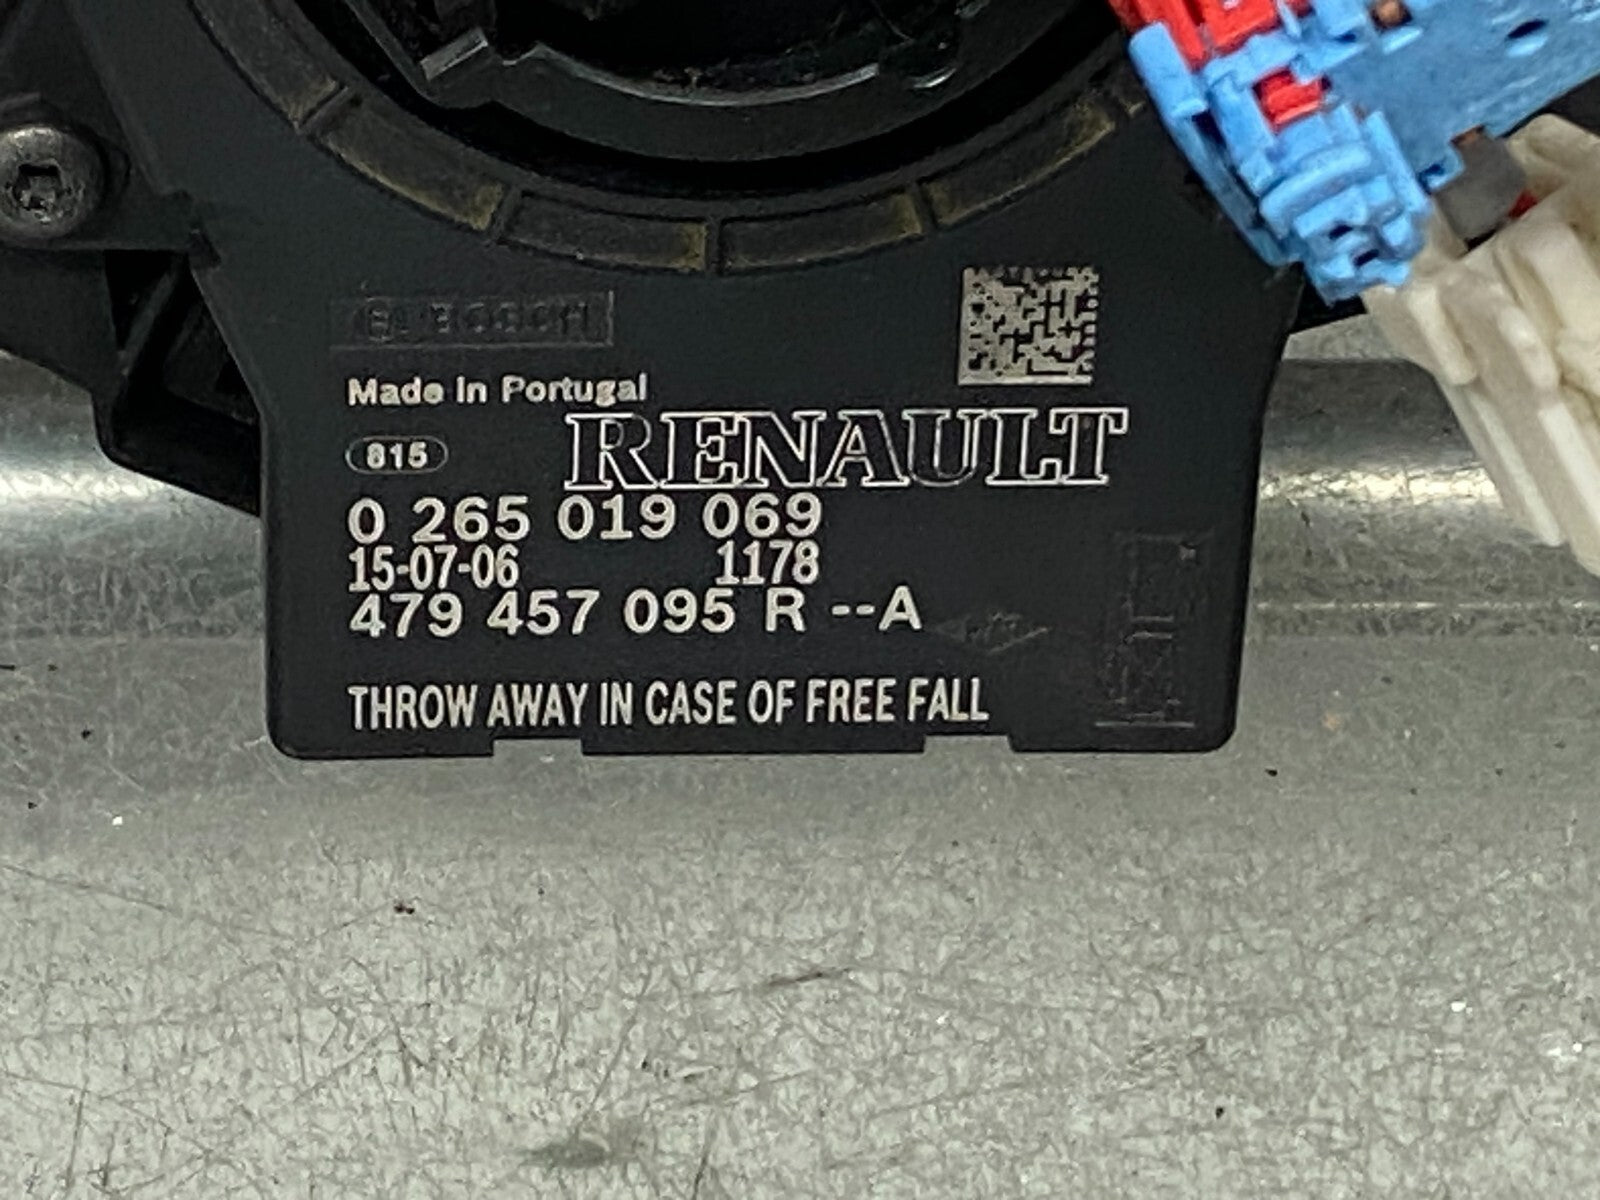 Made in Portugal
815
RENAULT
0 265 019 069
15-07-06 1178
479 457 095 R --A
THROW AWAY IN CASE OF FREE FALL